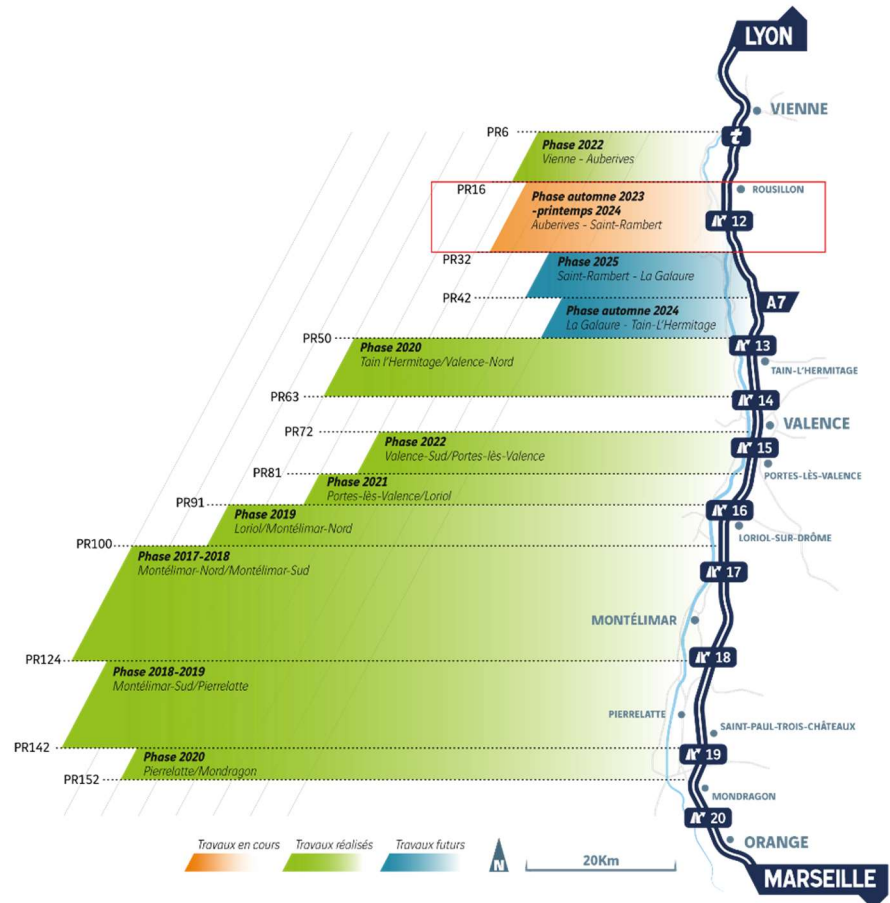 LYON
VIENNE
PR6
Phase 2022
Vienne - Auberives
PR16
ROUSILLON
Phase automne 2023
-printemps 2024
Auberives - Saint-Rambert
12
PR32
Phase 2025
Saint-Rambert - La Galaure
PR42
A7
Phase automne 2024
La Galaure - Tain-L'Hermitage
PR50
13
Phase 2020
Tain l'Hermitage/Valence-Nord
TAIN-L'HERMITAGE
PR63
14
VALENCE
PR72
Phase 2022
Valence-Sud/Portes-lès-Valence
15
PR81
PORTES-LÈS-VALENCE
Phase 2021
Portes-lès-Valence/Loriol
PR91
16
Phase 2019
Loriol/Montélimar-Nord
LORIOL-SUR-DRÔME
PR100
Phase 2017-2018
Montélimar-Nord/Montélimar-Sud
17
MONTÉLIMAR
PR124
18
Phase 2018-2019
Montélimar-Sud/Pierrelatte
PIERRELATTE
SAINT-PAUL-TROIS-CHÂTEAUX
PR142
19
Phase 2020
Pierrelatte/Mondragon
PR152
MONDRAGON
20
Travaux en cours
Travaux réalisés
Travaux futurs
N
20Km
ORANGE
MARSEILLE